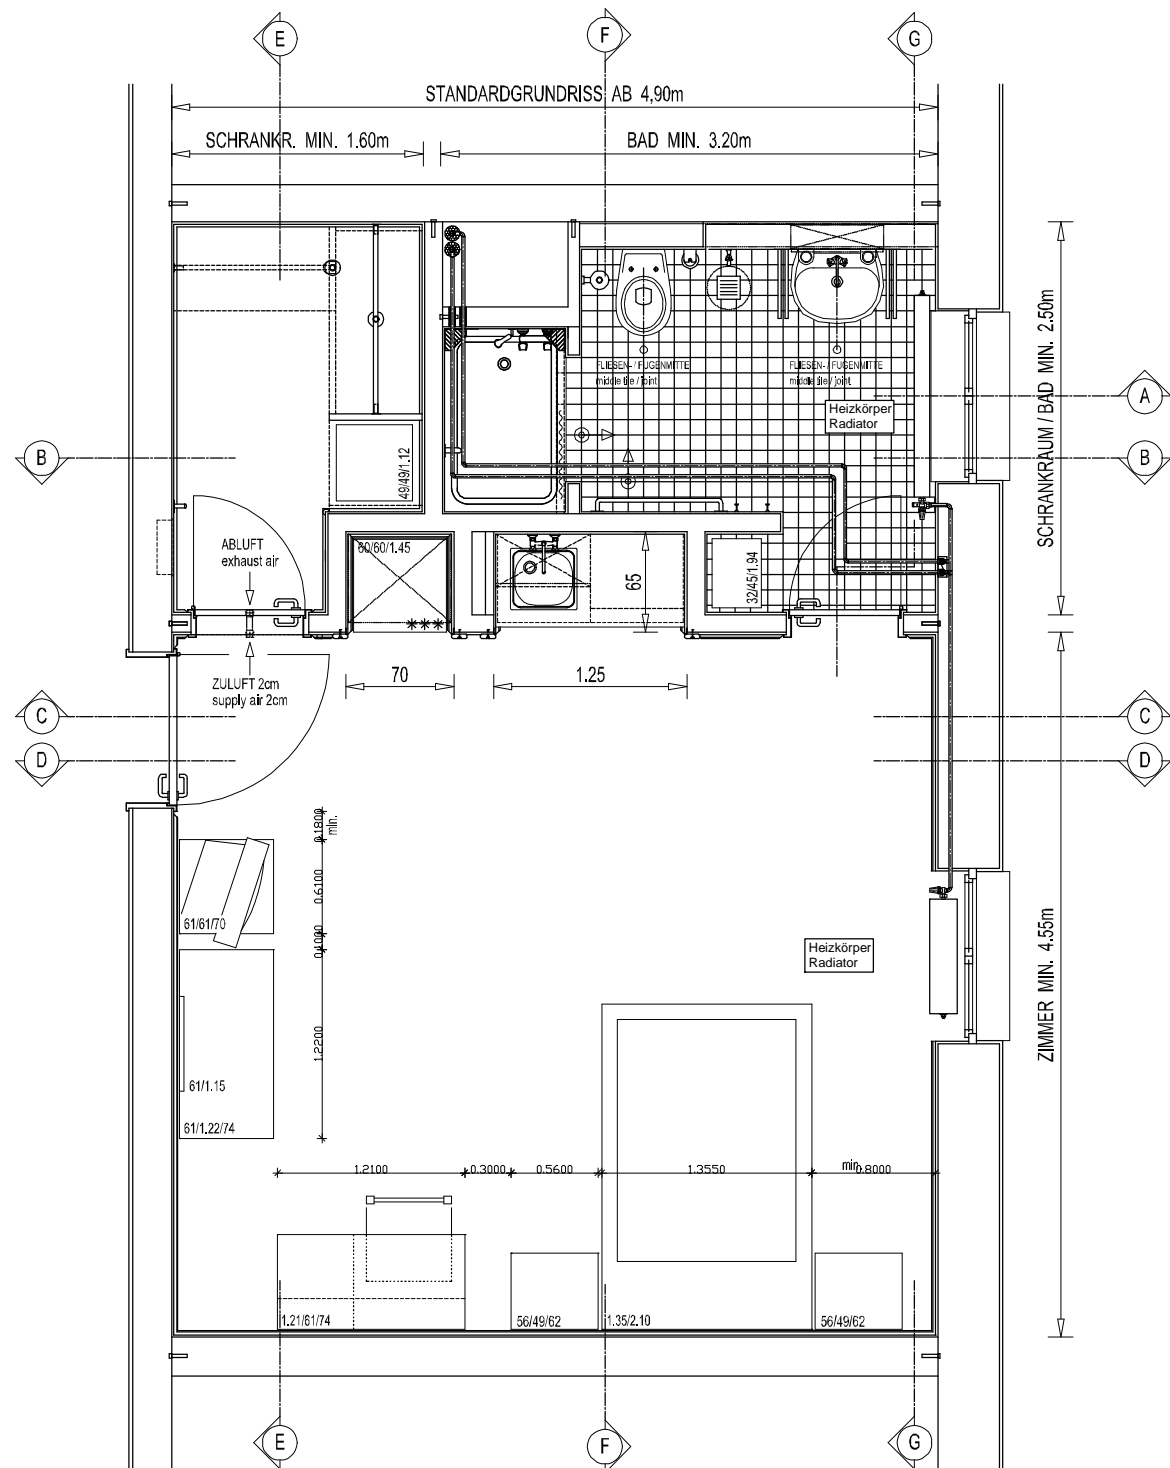 E
F
G
STANDARDGRUNDRISS AB 4,90m
SCHRANKR. MIN. 1.60m
BAD MIN. 3.20m
SCHRANKRAUM / BAD MIN. 2.50m
FLIESEN- / FUGENMITTE
middle tile / joint
FLIESEN- / FUGENMITTE
middle tile / joint
A
Heizkörper
Radiator
B
B
49/49/1.12
ABLUFT
exhaust air
60/60/1.45
65
32/45/1.94
***
ZULUFT 2cm
supply air 2cm
70
1.25
C
C
D
D
0.1800
min.
0.6100
61/61/70
0.1000
Heizkörper
Radiator
ZIMMER MIN. 4.55m
1.2200
61/1.15
61/1.22/74
1.2100
0.3000
0.5600
1.3550
min.
0.8000
1.21/61/74
56/49/62
1.35/2.10
56/49/62
E
F
G